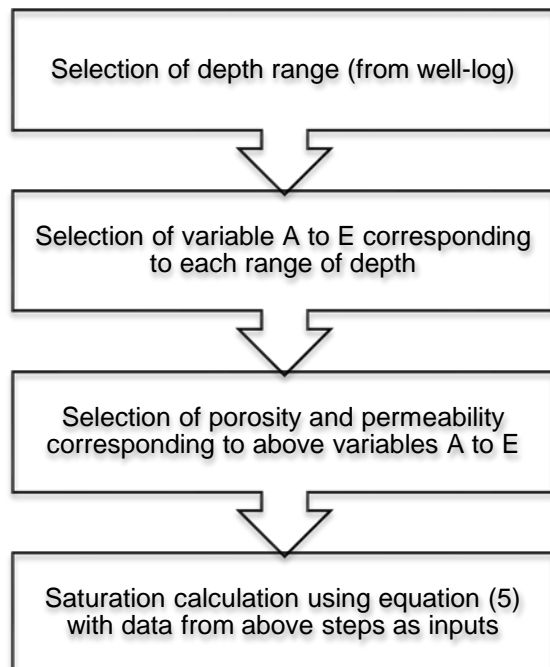 Selection of depth range (from well-log)
Selection of variable A to E corresponding
to each range of depth
Selection of porosity and permeability
corresponding to above variables A to E
Saturation calculation using equation (5)
with data from above steps as inputs